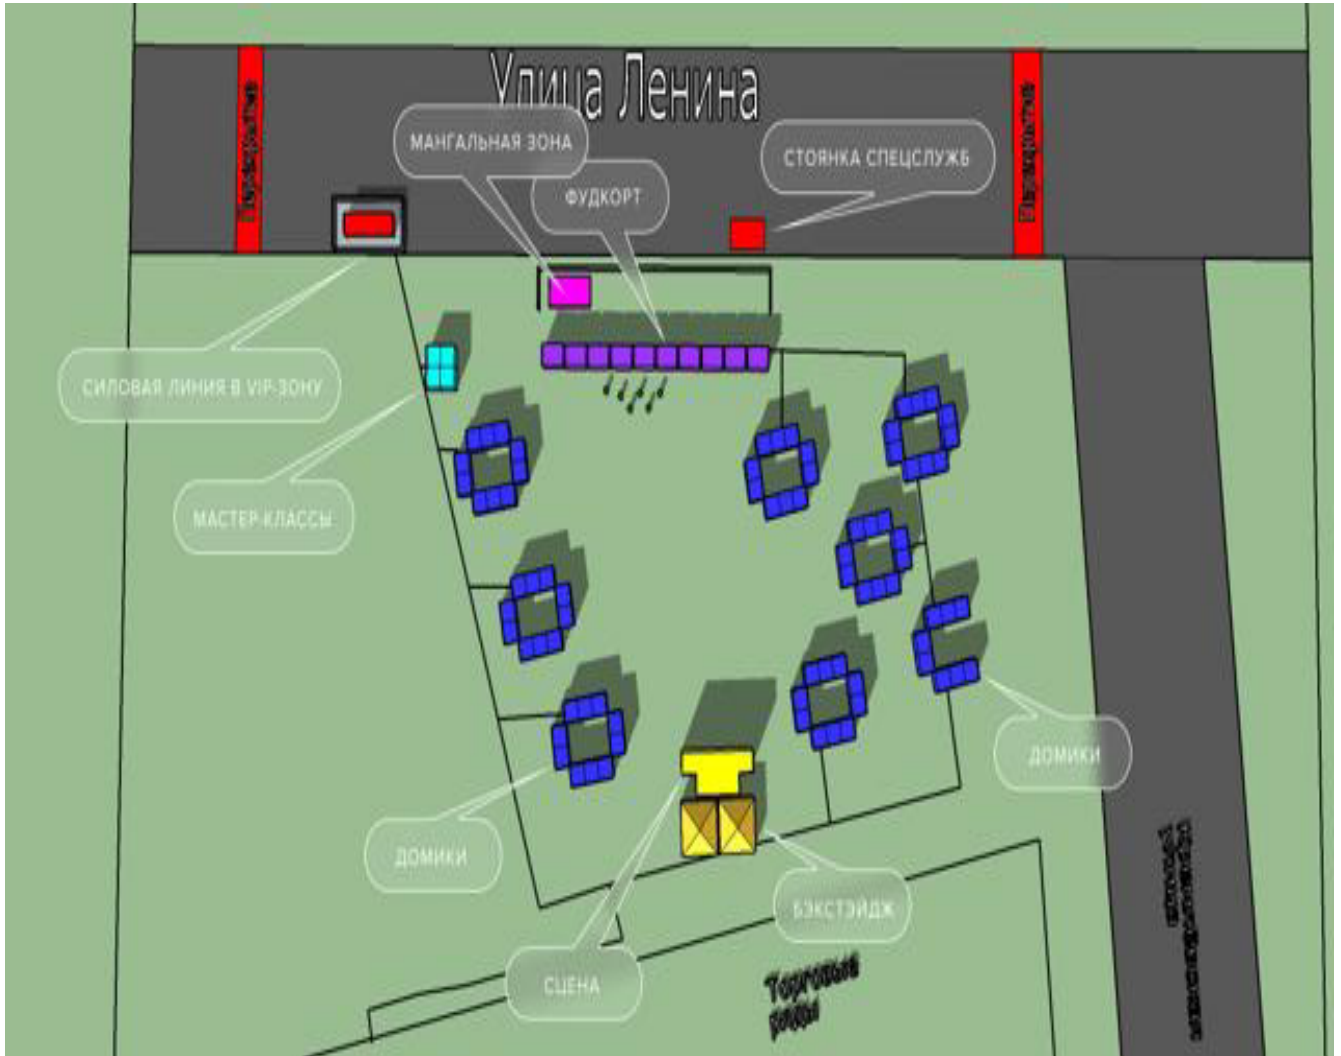 Улица Ленина
МАНГАЛЬНАЯ ЗОНА
ФУДКОРТ
СТОЯНКА СПЕЦСЛУЖБ
СИЛОВАЯ ЛИНИЯ В VIP-ЗОНУ
МАСТЕР-КЛАССЫ
ДОМИКИ
ДОМИКИ
БЭКСТЭЙДЖ
СЦЕНА
Торговые
ряды